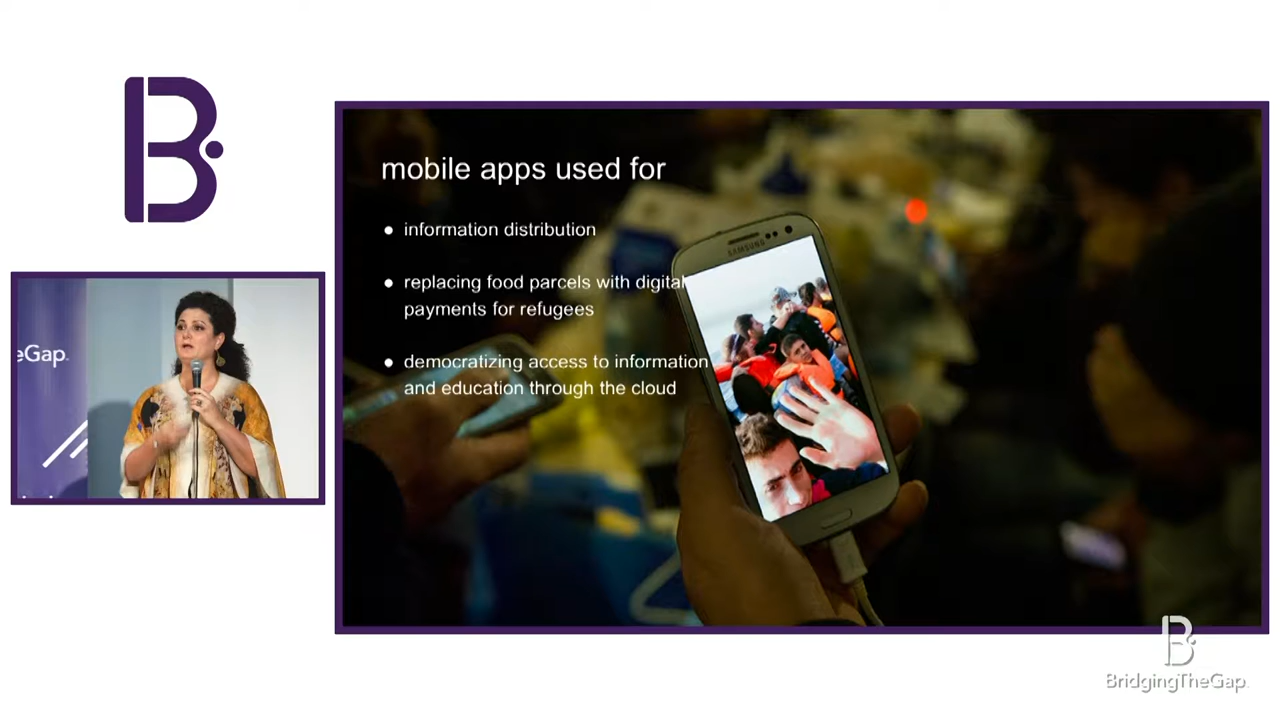 mobile apps used for
information distribution
replacing food parcels with digital
payments for refugees
democratizing access to information
and education through the cloud
SAMSUNG
eGap.
BridgingTheGap.